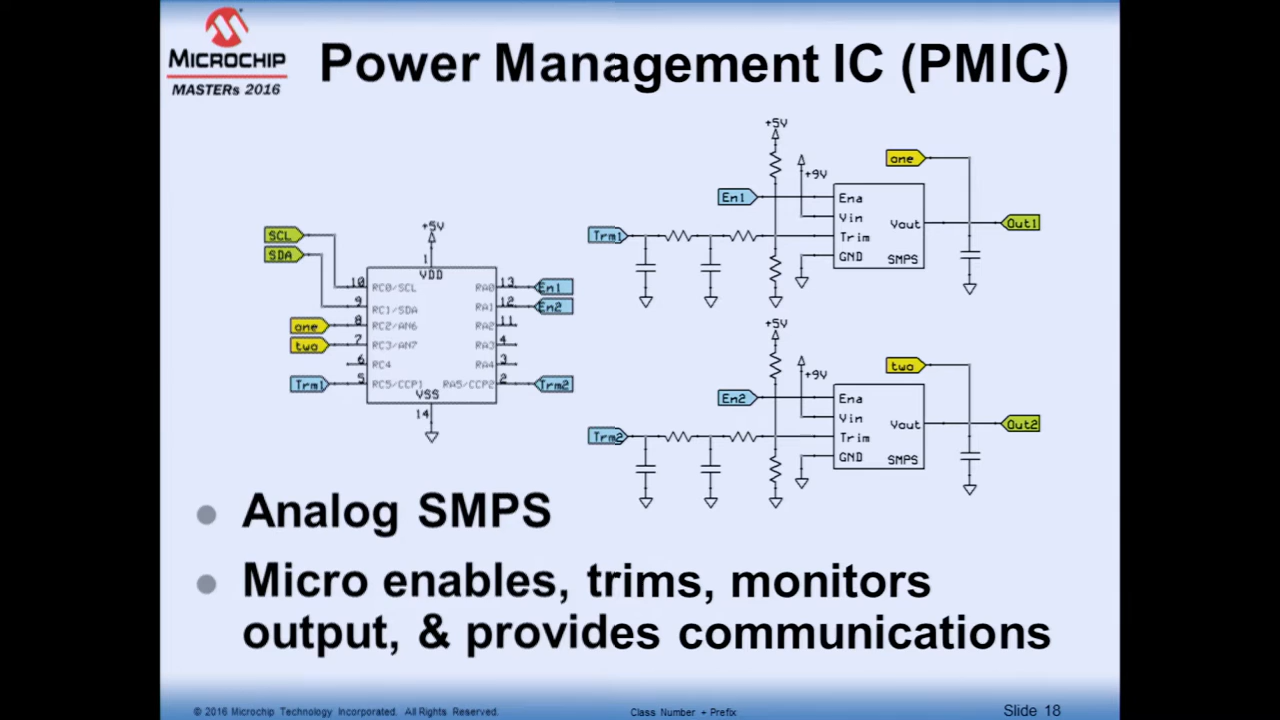 MICROCHIP
MASTERs 2016
Power Management IC (PMIC)
SCL
SDA
one
two
Trm1
+5V
1
VDD
10 RC0/SCL
9 RC1/SDA
8 RC2/AN6
7 RC3/AN7
6 RC4
5 RC5/CCP1
RA0 13
RA1 12
RA2 11
RA3 4
RA4 3
RA5/CCP2 2
VSS
14
En1
En2
Trm2
+5V
+9V
one
En1
Trm1
Ena
Vin
Trim
GND
Vout
SMPS
Out1
+5V
+9V
two
En2
Trm2
Ena
Vin
Trim
GND
Vout
SMPS
Out2
Analog SMPS
Micro enables, trims, monitors
output, & provides communications
© 2016 Microchip Technology Incorporated. All Rights Reserved.
Class Number + Prefix
Slide 18